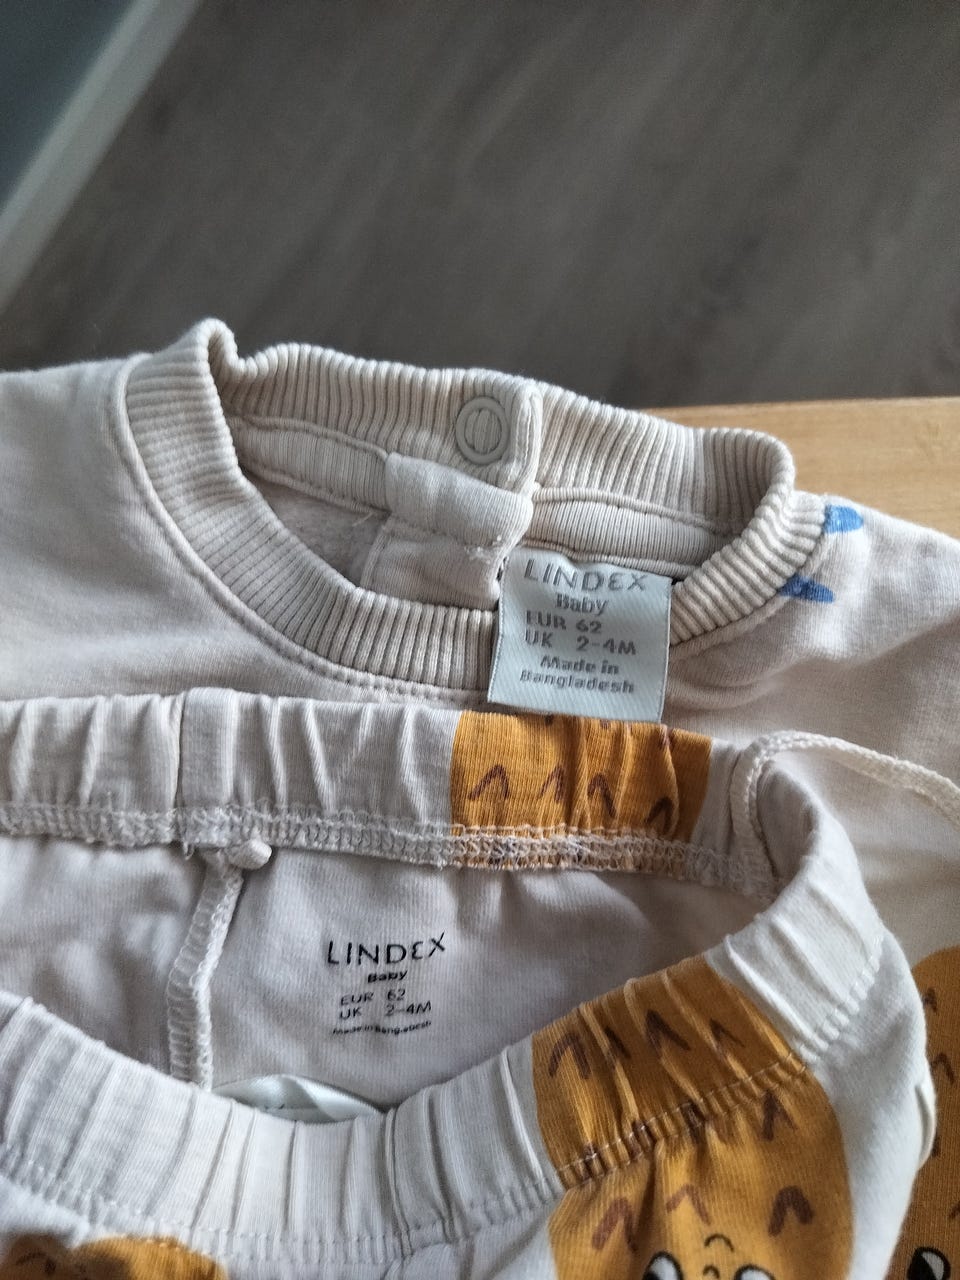 LINDEX
Baby
EUR 62
UK 2-4M
Made in
Bangladesh
LINDEX
Baby
EUR 62
UK 2-4M
Made in Bangladesh